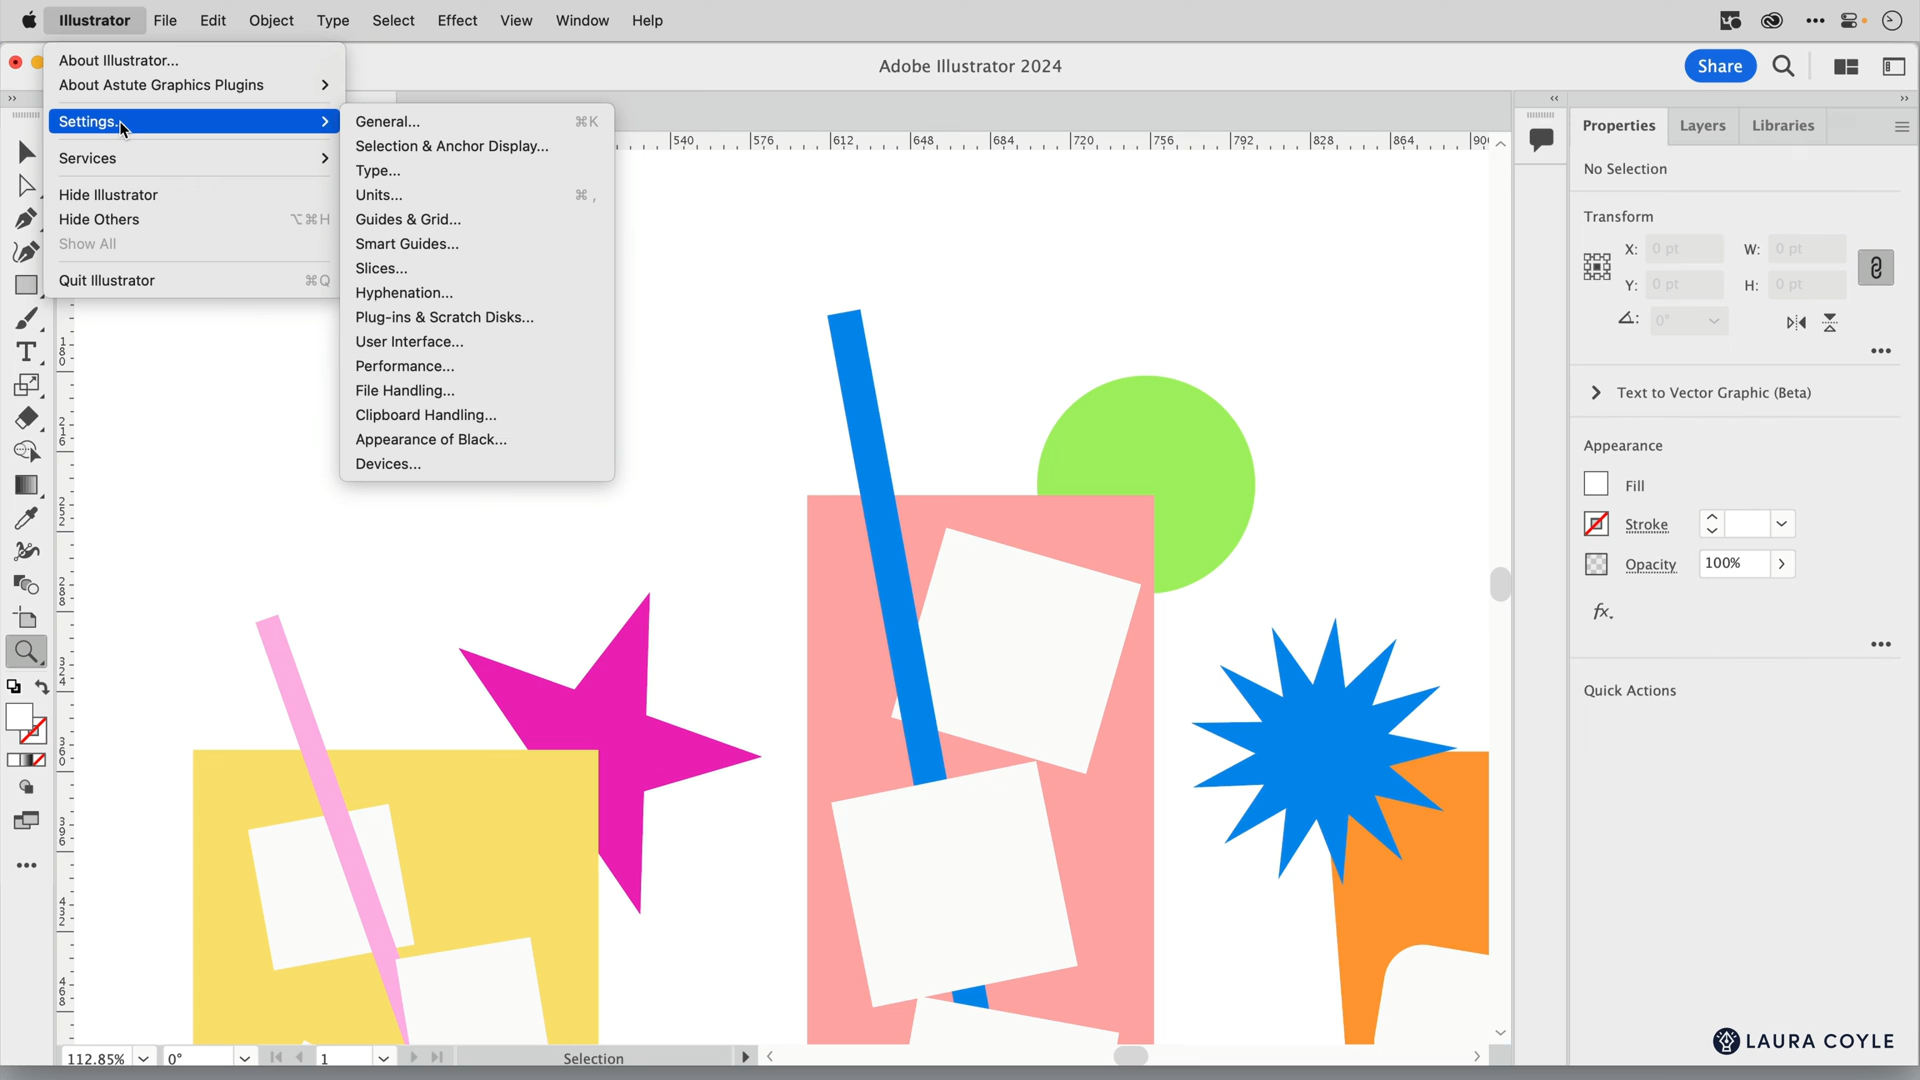 Illustrator File Edit Object Type Select Effect View Window Help
Adobe Illustrator 2024
Share
About Illustrator...
About Astute Graphics Plugins
Settings...
Services
Hide Illustrator
Hide Others ⌥⌘H
Show All
Quit Illustrator ⌘Q
General... ⌘K
Selection & Anchor Display...
Type...
Units... ⌘ ,
Guides & Grid...
Smart Guides...
Slices...
Hyphenation...
Plug-ins & Scratch Disks...
User Interface...
Performance...
File Handling...
Clipboard Handling...
Appearance of Black...
Devices...
540 576 612 648 684 720 756 792 828 864 90
180
216
252
288
324
360
396
432
468
Properties Layers Libraries
No Selection
Transform
X: 0 pt W: 0 pt
Y: 0 pt H: 0 pt
0°
Text to Vector Graphic (Beta)
Appearance
Fill
Stroke
Opacity 100%
fx.
Quick Actions
112.85% 0° 1 Selection
LAURA COYLE